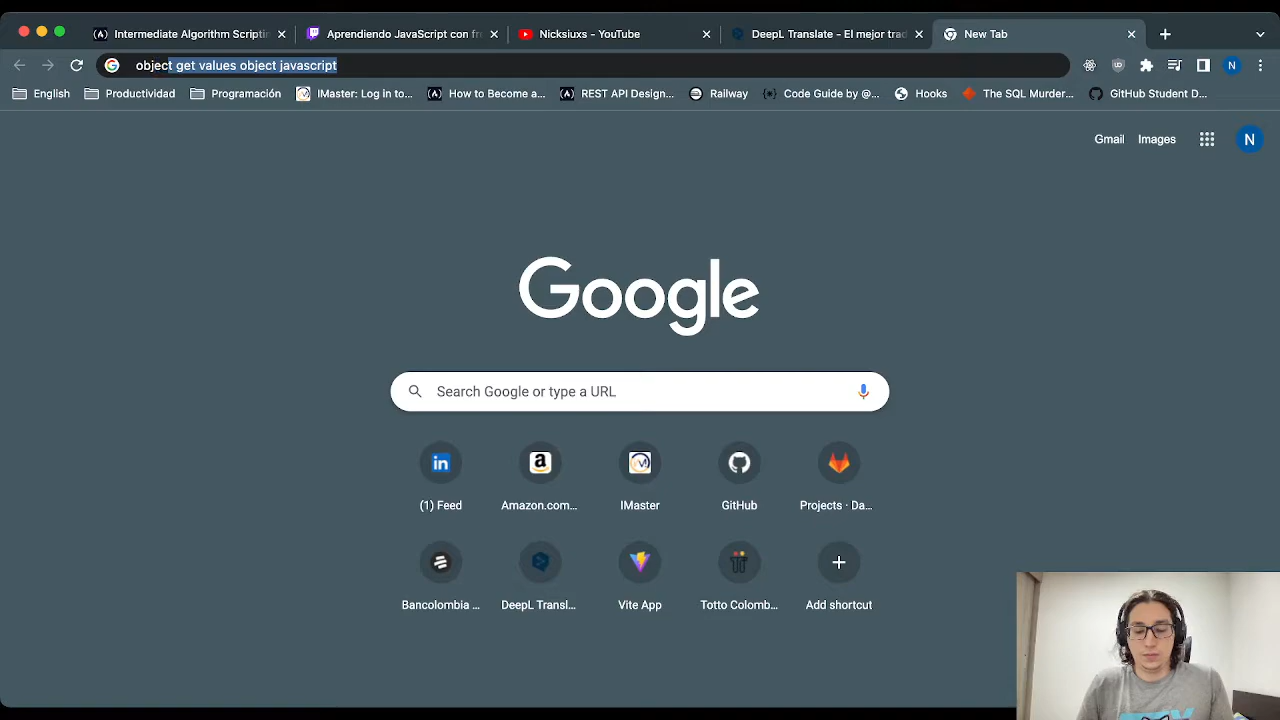 Intermediate Algorithm Scriptin
Aprendiendo JavaScript con fr
Nicksiuxs - YouTube
DeepL Translate - El mejor trad
New Tab
object get values object javascript
N
English
Productividad
Programación
IMaster: Log in to...
How to Become a...
REST API Design...
Railway
Code Guide by @...
Hooks
The SQL Murder...
GitHub Student D...
Gmail
Images
N
Google
Search Google or type a URL
(1) Feed
Amazon.com...
IMaster
GitHub
Projects · Da...
Bancolombia ...
DeepL Transl...
Vite App
Totto Colomb...
Add shortcut